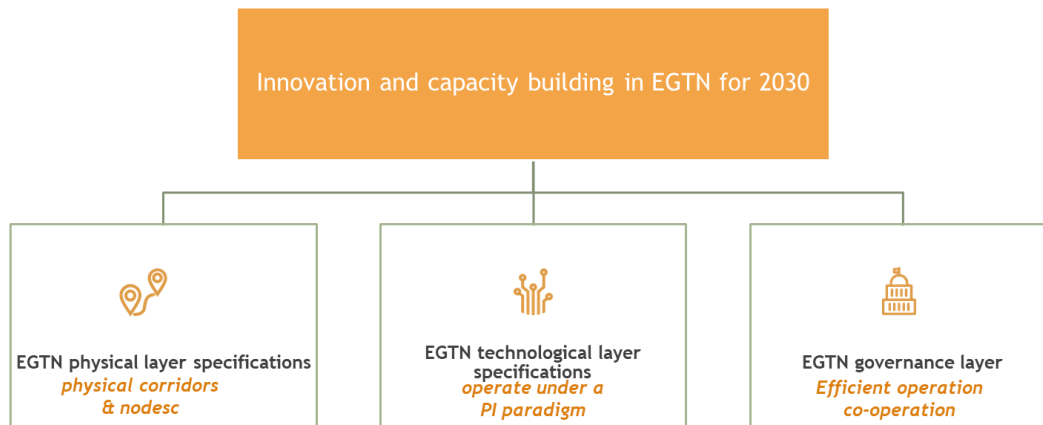 Innovation and capacity building in EGTN for 2030
EGTN physical layer specifications
physical corridors
& nodesc
EGTN technological layer
specifications
operate under a
PI paradigm
EGTN governance layer
Efficient operation
co-operation